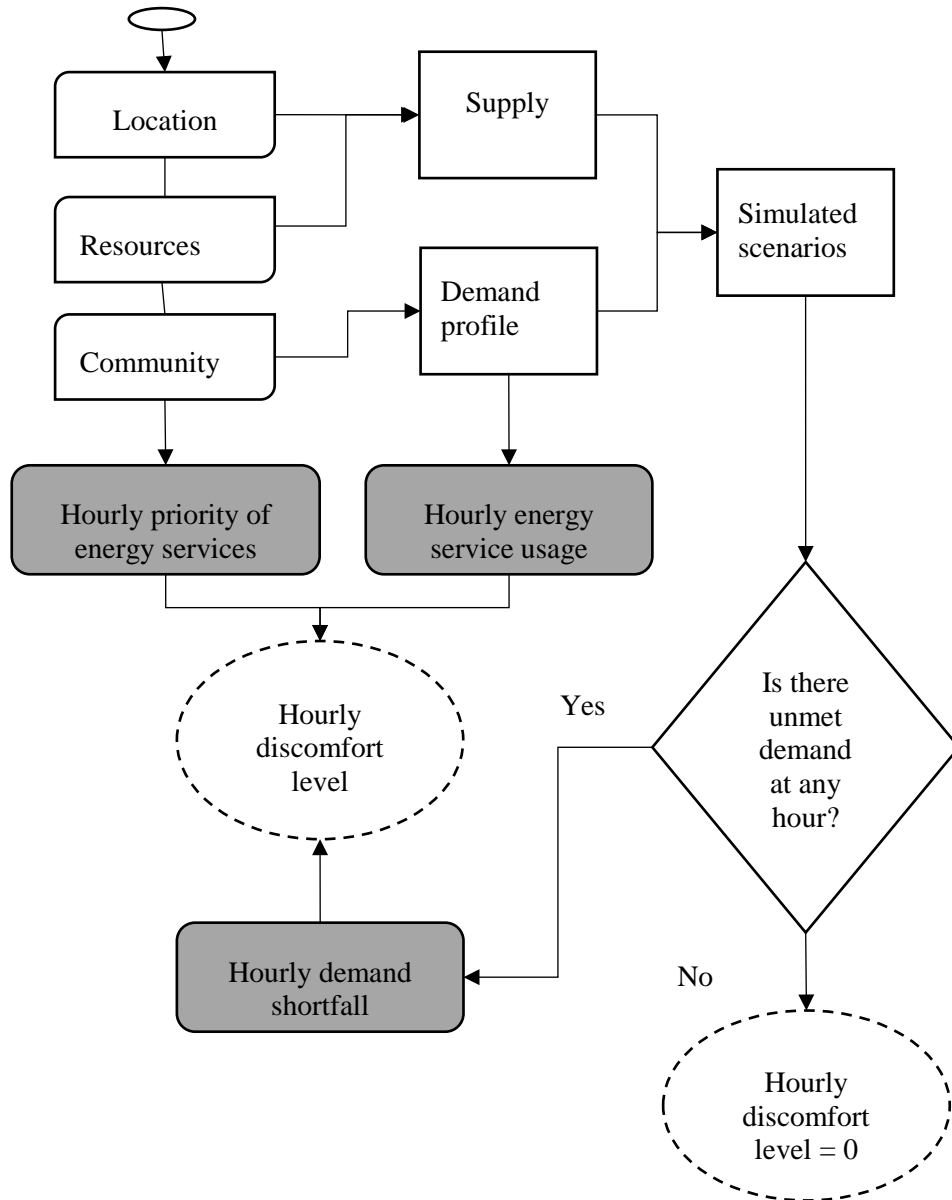 Location
Supply
Resources
Simulated
scenarios
Demand
profile
Community
Hourly priority of
energy services
Hourly energy
service usage
Hourly
discomfort
level
Yes
Is there
unmet
demand
at any
hour?
Hourly demand
shortfall
No
Hourly
discomfort
level = 0